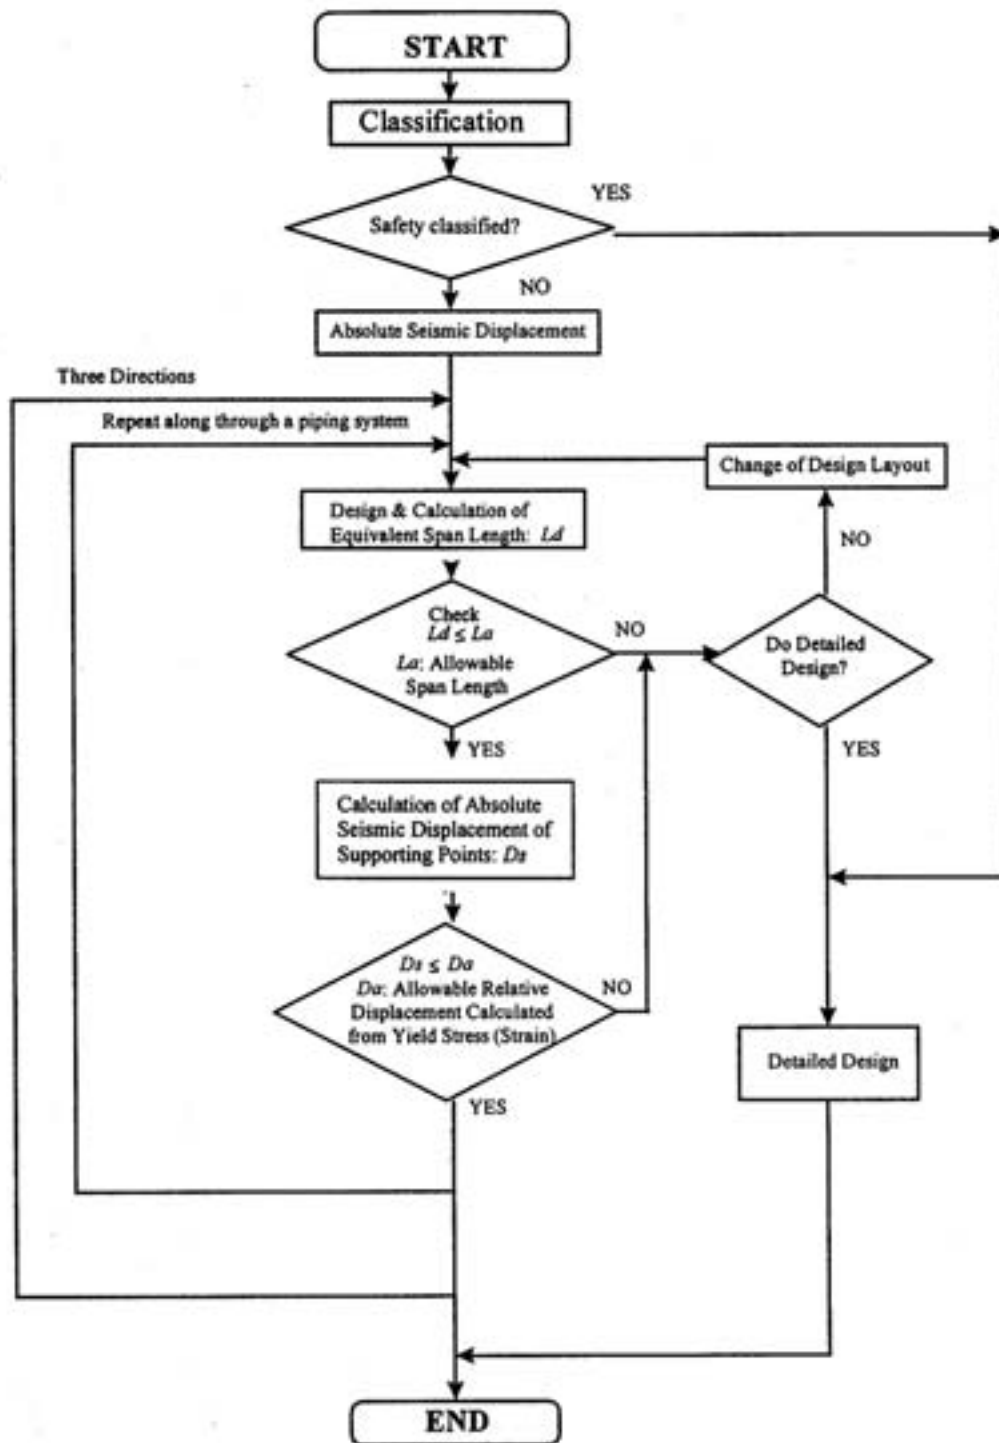 START
Classification
YES
Safety classified?
NO
Absolute Seismic Displacement
Three Directions
Repeat along through a piping system
Change of Design Layout
Design & Calculation of
Equivalent Span Length: Ld
NO
Check
Ld ≤ La
La: Allowable
Span Length
NO
Do Detailed
Design?
YES
YES
Calculation of Absolute
Seismic Displacement of
Supporting Points: Ds
Ds ≤ Da
Da: Allowable Relative
Displacement Calculated
from Yield Stress (Strain)
NO
YES
Detailed Design
END